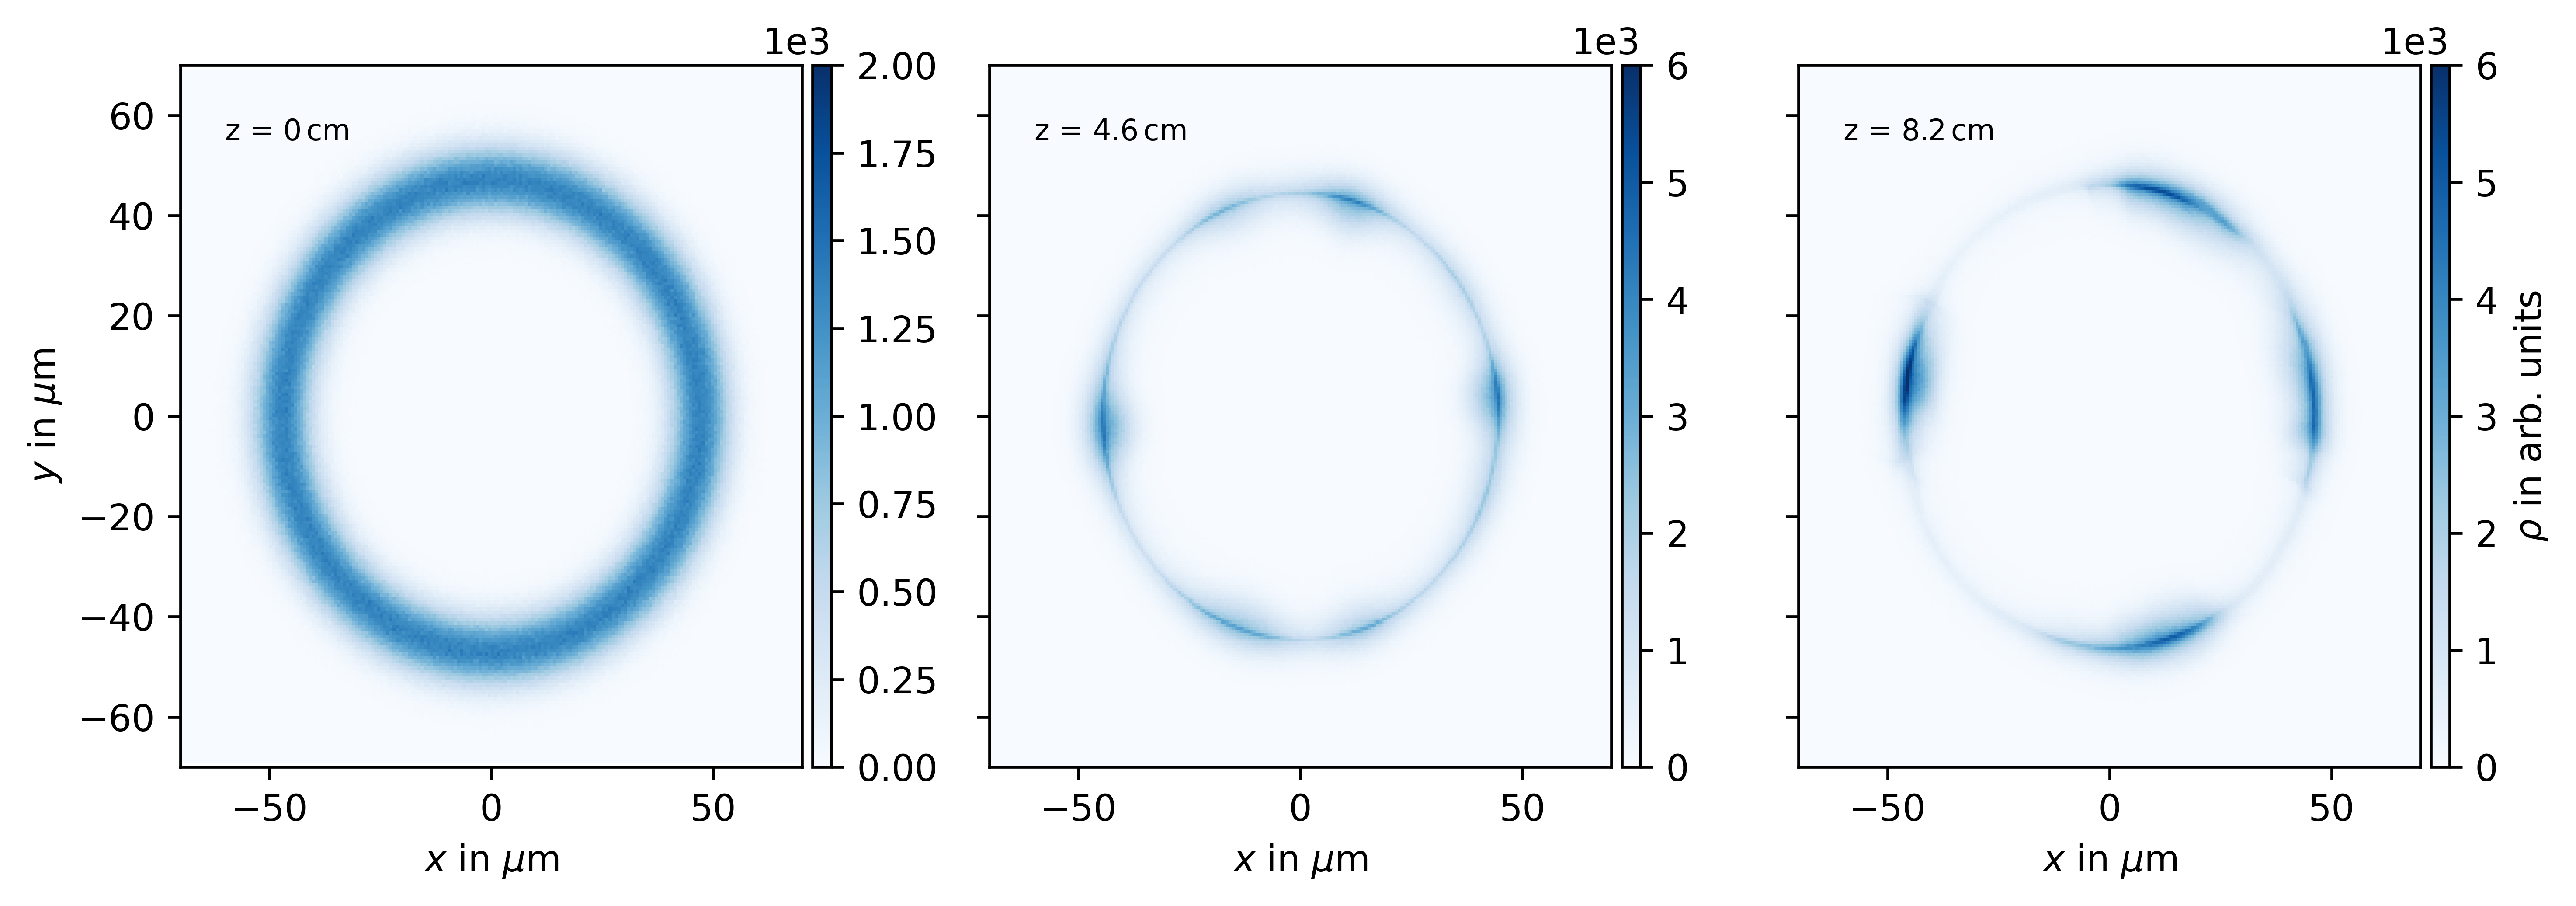 1e3
1e3
1e3
z = 0 cm
z = 4.6 cm
z = 8.2 cm
y in μm
60
40
20
0
−20
−40
−60
2.00
1.75
1.50
1.25
1.00
0.75
0.50
0.25
0.00
6
5
4
3
2
1
0
6
5
4
3
2
1
0
ρ in arb. units
−50 0 50
−50 0 50
−50 0 50
x in μm
x in μm
x in μm